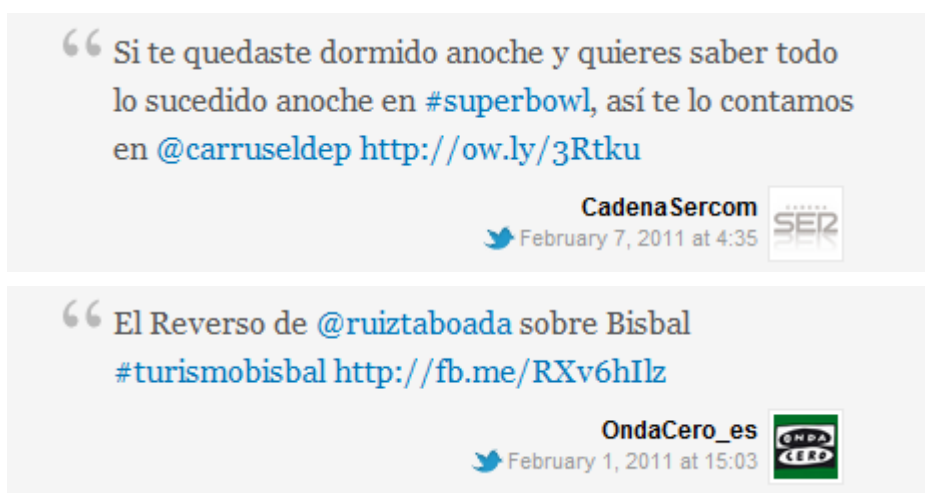 “ Si te quedaste dormido anoche y quieres saber todo
lo sucedido anoche en #superbowl, así te lo contamos
en @carruseldep http://ow.ly/3Rtku
CadenaSercom
February 7, 2011 at 4:35
SER
“ El Reverso de @ruiztaboada sobre Bisbal
#turismobisbal http://fb.me/RXv6hIlz
OndaCero_es
February 1, 2011 at 15:03
ONDA
CERO